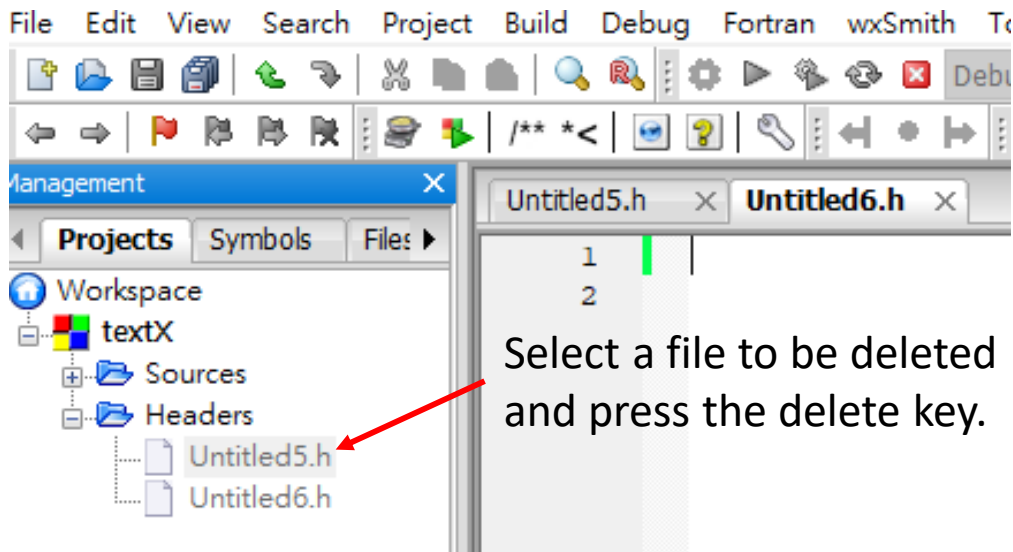 File Edit View Search Project Build Debug Fortran wxSmith
Debu
/** *<
Management
Untitled5.h Untitled6.h
Projects Symbols Files
1
Workspace
2
textX
Select a file to be deleted
Sources
and press the delete key.
Headers
Untitled5.h
Untitled6.h